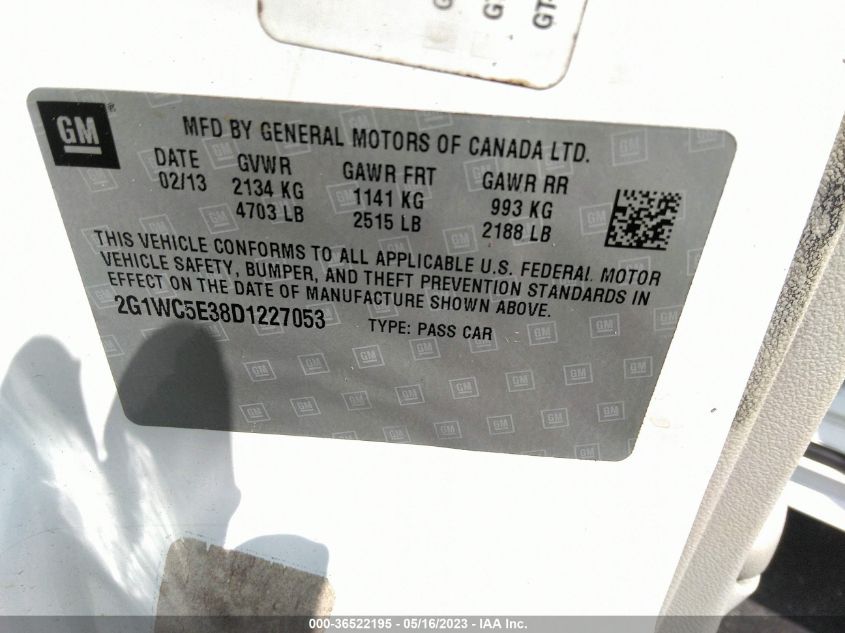 GT
GM
MFD BY GENERAL MOTORS OF CANADA LTD.
DATE GVWR GAWR FRT GAWR RR
02/13 2134 KG 1141 KG 993 KG
4703 LB 2515 LB 2188 LB
THIS VEHICLE CONFORMS TO ALL APPLICABLE U.S. FEDERAL MOTOR
VEHICLE SAFETY, BUMPER, AND THEFT PREVENTION STANDARDS IN
EFFECT ON THE DATE OF MANUFACTURE SHOWN ABOVE.
2G1WC5E38D1227053 TYPE: PASS CAR
000-36522195 - 05/16/2023 - IAA Inc.